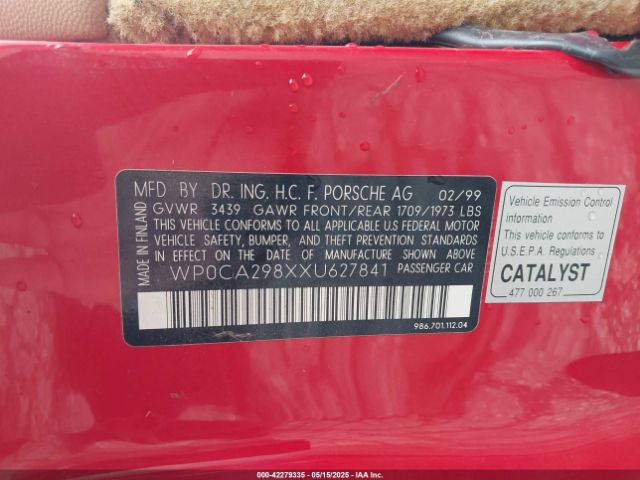 MFD BY DR. ING. H.C. F. PORSCHE AG 02/99
GVWR 3439 GAWR FRONT/REAR 1709/1973 LBS
THIS VEHICLE CONFORMS TO ALL APPLICABLE U.S FEDERAL MOTOR
VEHICLE SAFETY, BUMPER, AND THEFT PREVENTION STANDARDS
IN EFFECT ON THE DATE OF MANUFACTURE SHOWN ABOVE
WP0CA298XXU627841 PASSENGER CAR
986.701.112.04
MADE IN FINLAND
Vehicle Emission Control
information
This vehicle conforms to
U.S.E.P.A. Regulations
CATALYST
477 000 267
000-42279335 - 05/15/2025 - IAAI.COM